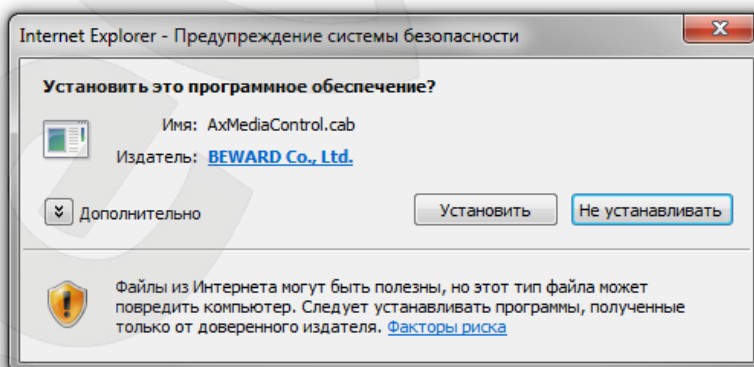 Internet Explorer - Предупреждение системы безопасности
Установить это программное обеспечение?
Имя: AxMediaControl.cab
Издатель: BEWARD Co., Ltd.
Дополнительно
Установить
Не устанавливать
Файлы из Интернета могут быть полезны, но этот тип файла может
повредить компьютер. Следует устанавливать программы, полученные
только от доверенного издателя. Факторы риска